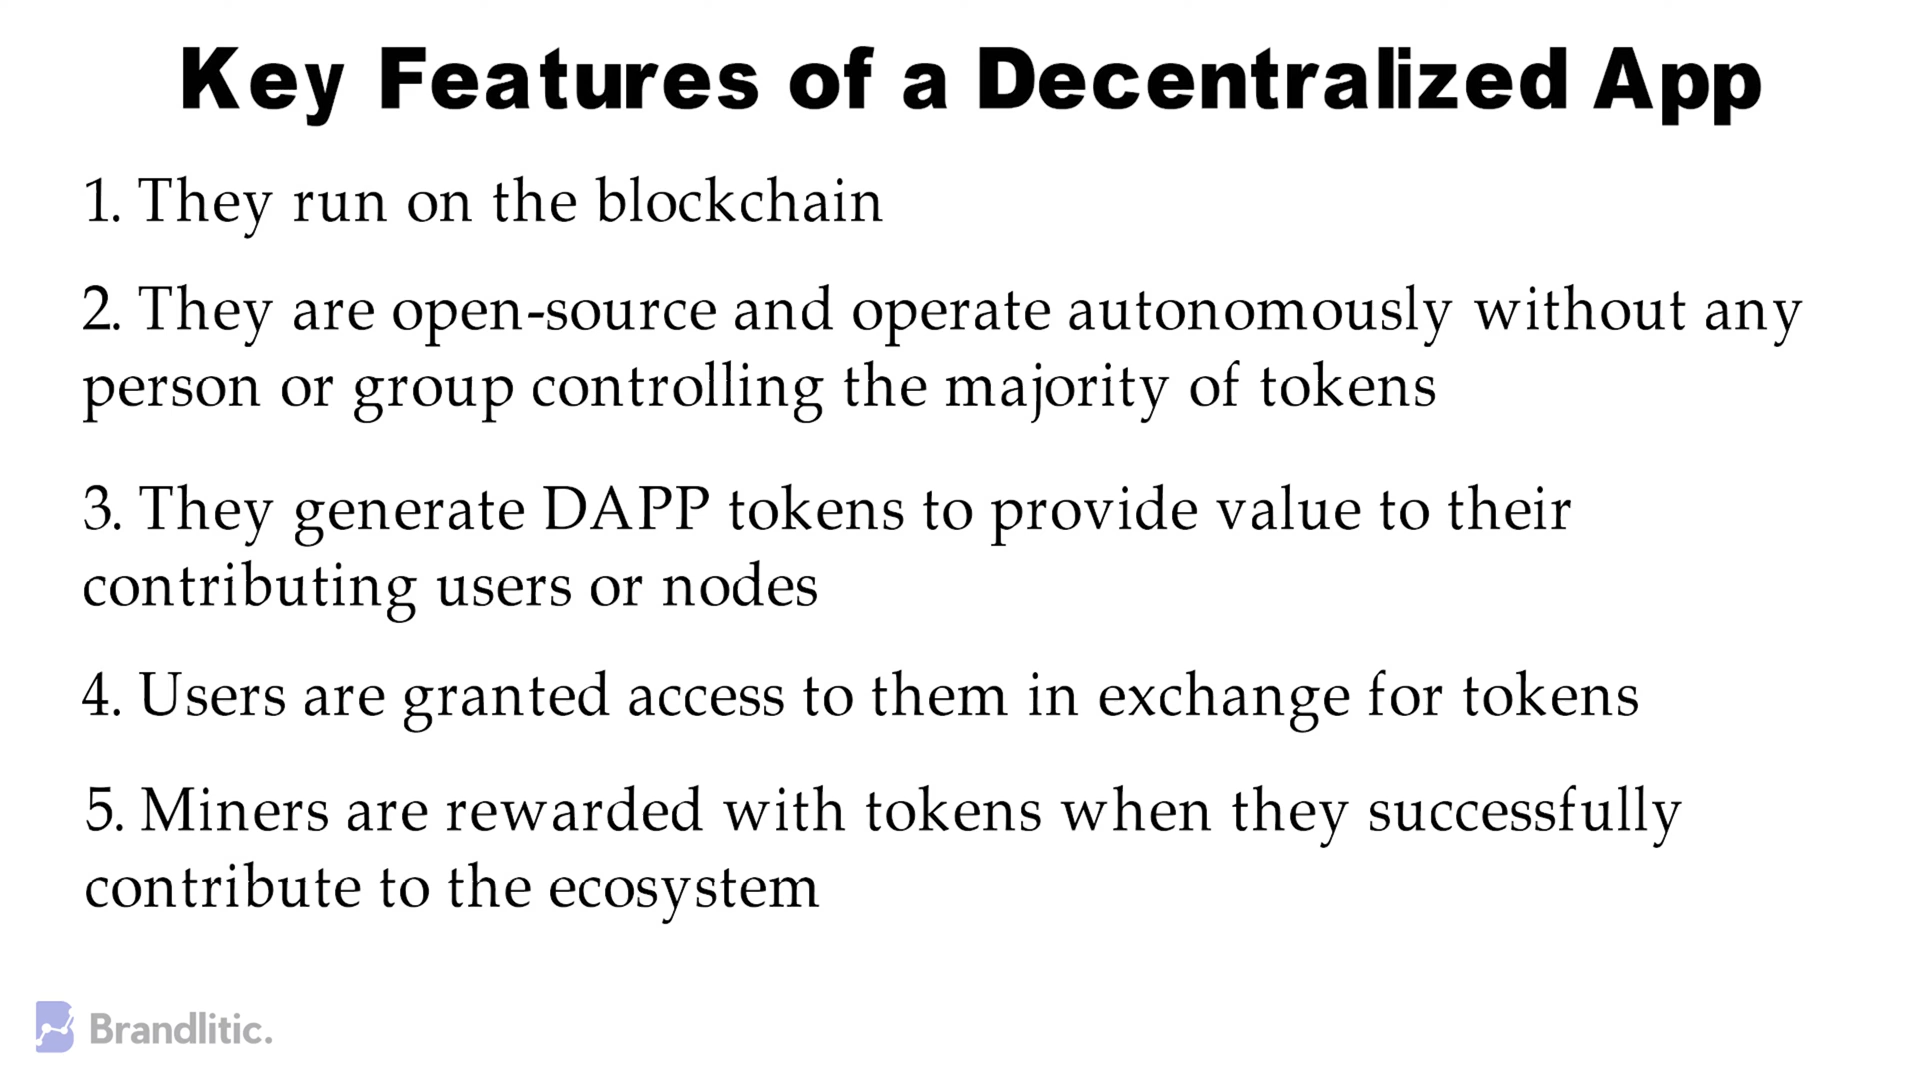 Key Features of a Decentralized App
1. They run on the blockchain
2. They are open-source and operate autonomously without any
person or group controlling the majority of tokens
3. They generate DAPP tokens to provide value to their
contributing users or nodes
4. Users are granted access to them in exchange for tokens
5. Miners are rewarded with tokens when they successfully
contribute to the ecosystem
Brandlitic.